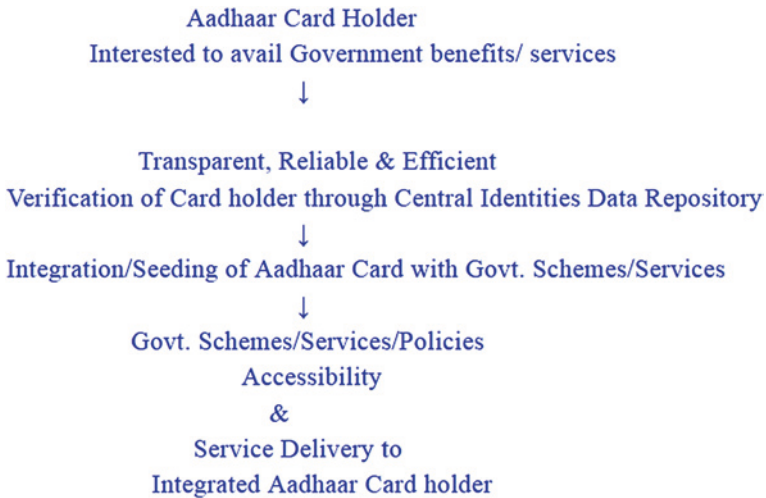 Aadhaar Card Holder
Interested to avail Government benefits/ services
↓
Transparent, Reliable & Efficient
Verification of Card holder through Central Identities Data Repository
↓
Integration/Seeding of Aadhaar Card with Govt. Schemes/Services
↓
Govt. Schemes/Services/Policies
Accessibility
&
Service Delivery to
Integrated Aadhaar Card holder